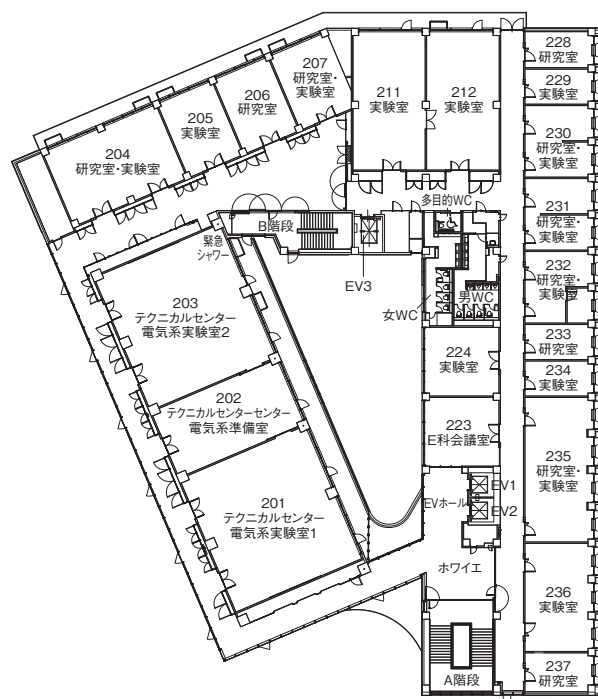 228
研究室
229
実験室
230
研究室・
実験室
231
研究室・
実験室
232
研究室・
実験室
233
研究室
234
実験室
235
研究室・
実験室
236
実験室
237
研究室
211
実験室
212
実験室
207
研究室・
実験室
206
研究室
205
実験室
204
研究室・実験室
多目的WC
B階段
緊急
シャワー
EV3
女WC
男WC
203
テクニカルセンター
電気系実験室2
202
テクニカルセンターセンター
電気系準備室
201
テクニカルセンター
電気系実験室1
224
実験室
223
E科会議室
EV1
EVホール
EV2
ホワイエ
A階段